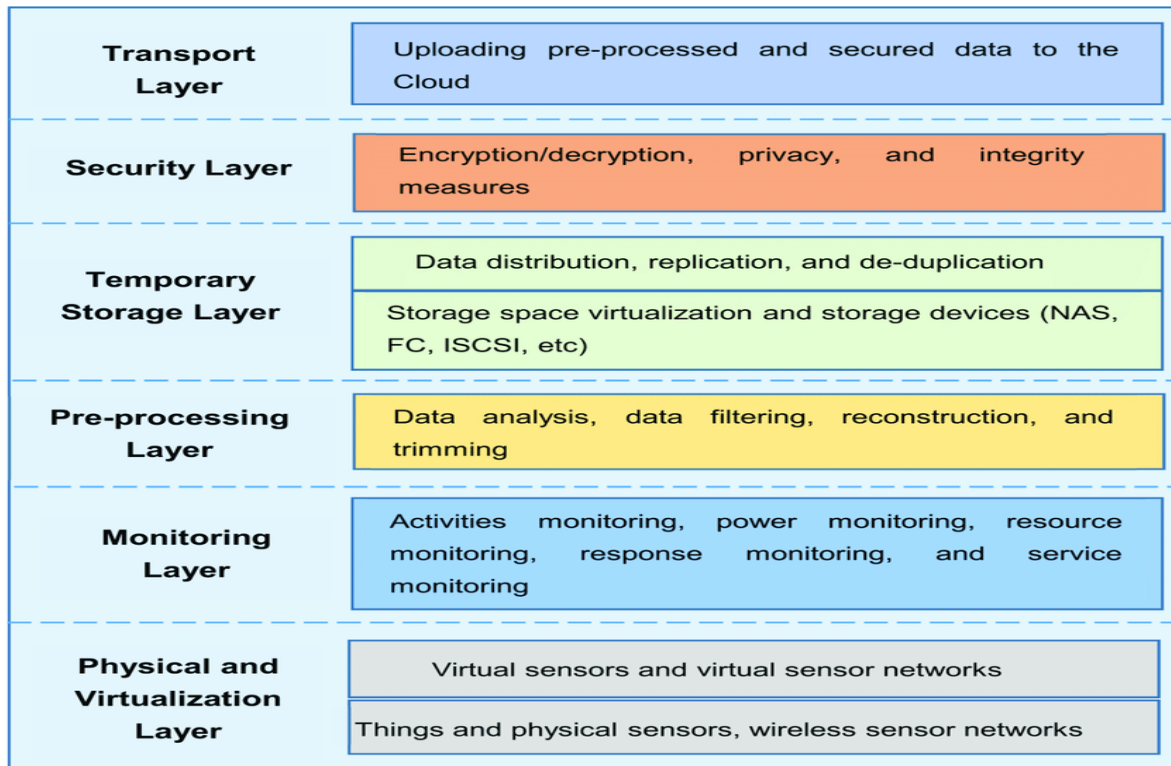 Transport
Layer
Uploading pre-processed and secured data to the
Cloud
Security Layer
Encryption/decryption, privacy, and integrity
measures
Temporary
Storage Layer
Data distribution, replication, and de-duplication
Storage space virtualization and storage devices (NAS,
FC, ISCSI, etc)
Pre-processing
Layer
Data analysis, data filtering, reconstruction, and
trimming
Monitoring
Layer
Activities monitoring, power monitoring, resource
monitoring, response monitoring, and service
monitoring
Physical and
Virtualization
Layer
Virtual sensors and virtual sensor networks
Things and physical sensors, wireless sensor networks